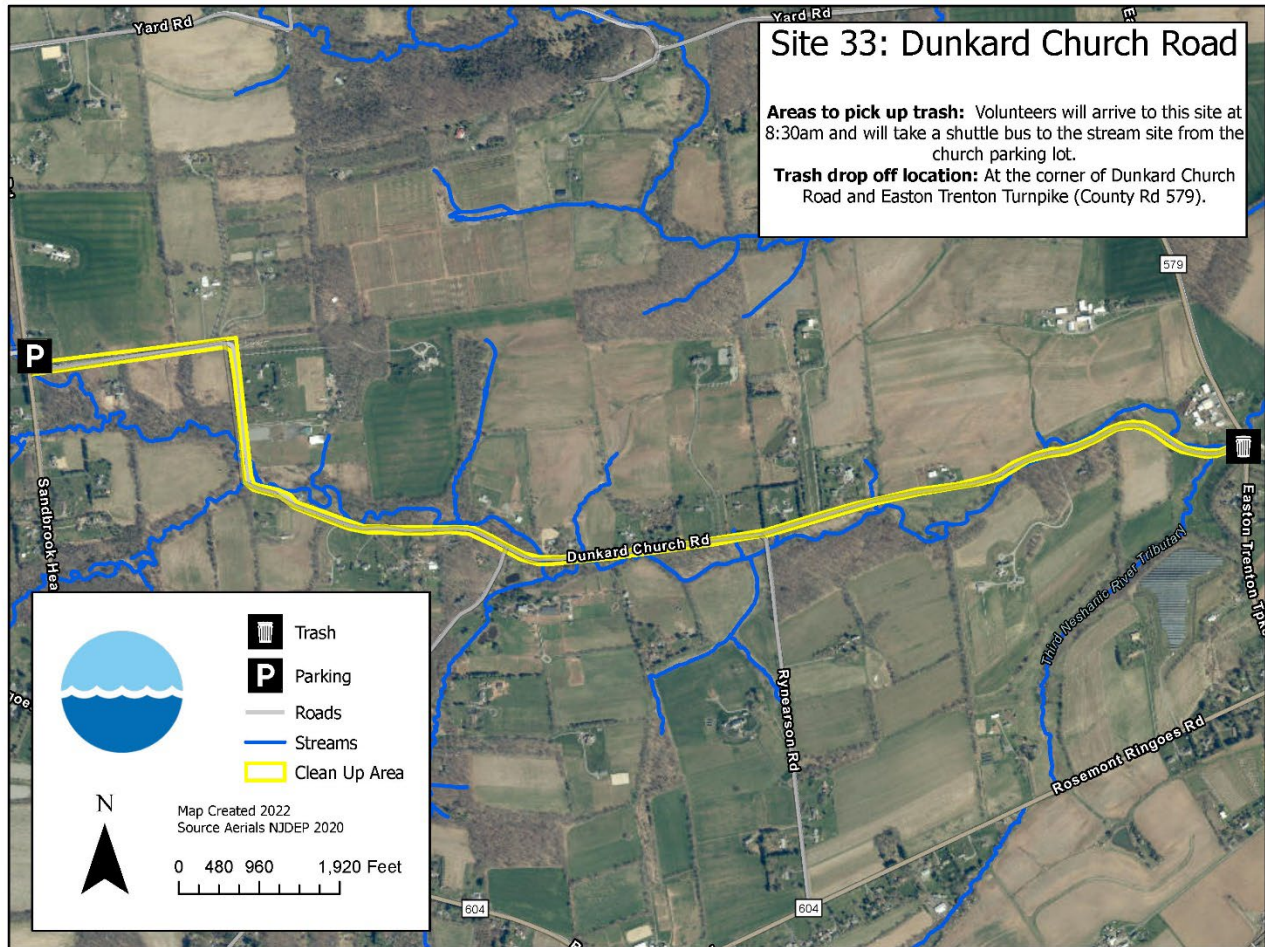 Yard Rd
Yard Rd
Site 33: Dunkard Church Road
Areas to pick up trash: Volunteers will arrive to this site at
8:30am and will take a shuttle bus to the stream site from the
church parking lot.
Trash drop off location: At the corner of Dunkard Church
Road and Easton Trenton Turnpike (County Rd 579).
579
P
Sandbrook Hea
Dunkard Church Rd
Easton Trenton Tpke
Third Neshanic River Tributary
Rynearson Rd
Rosemont Ringoes Rd
604
604
Trash
P
Parking
Roads
Streams
Clean Up Area
N
Map Created 2022
Source Aerials NJDEP 2020
0 480 960 1,920 Feet